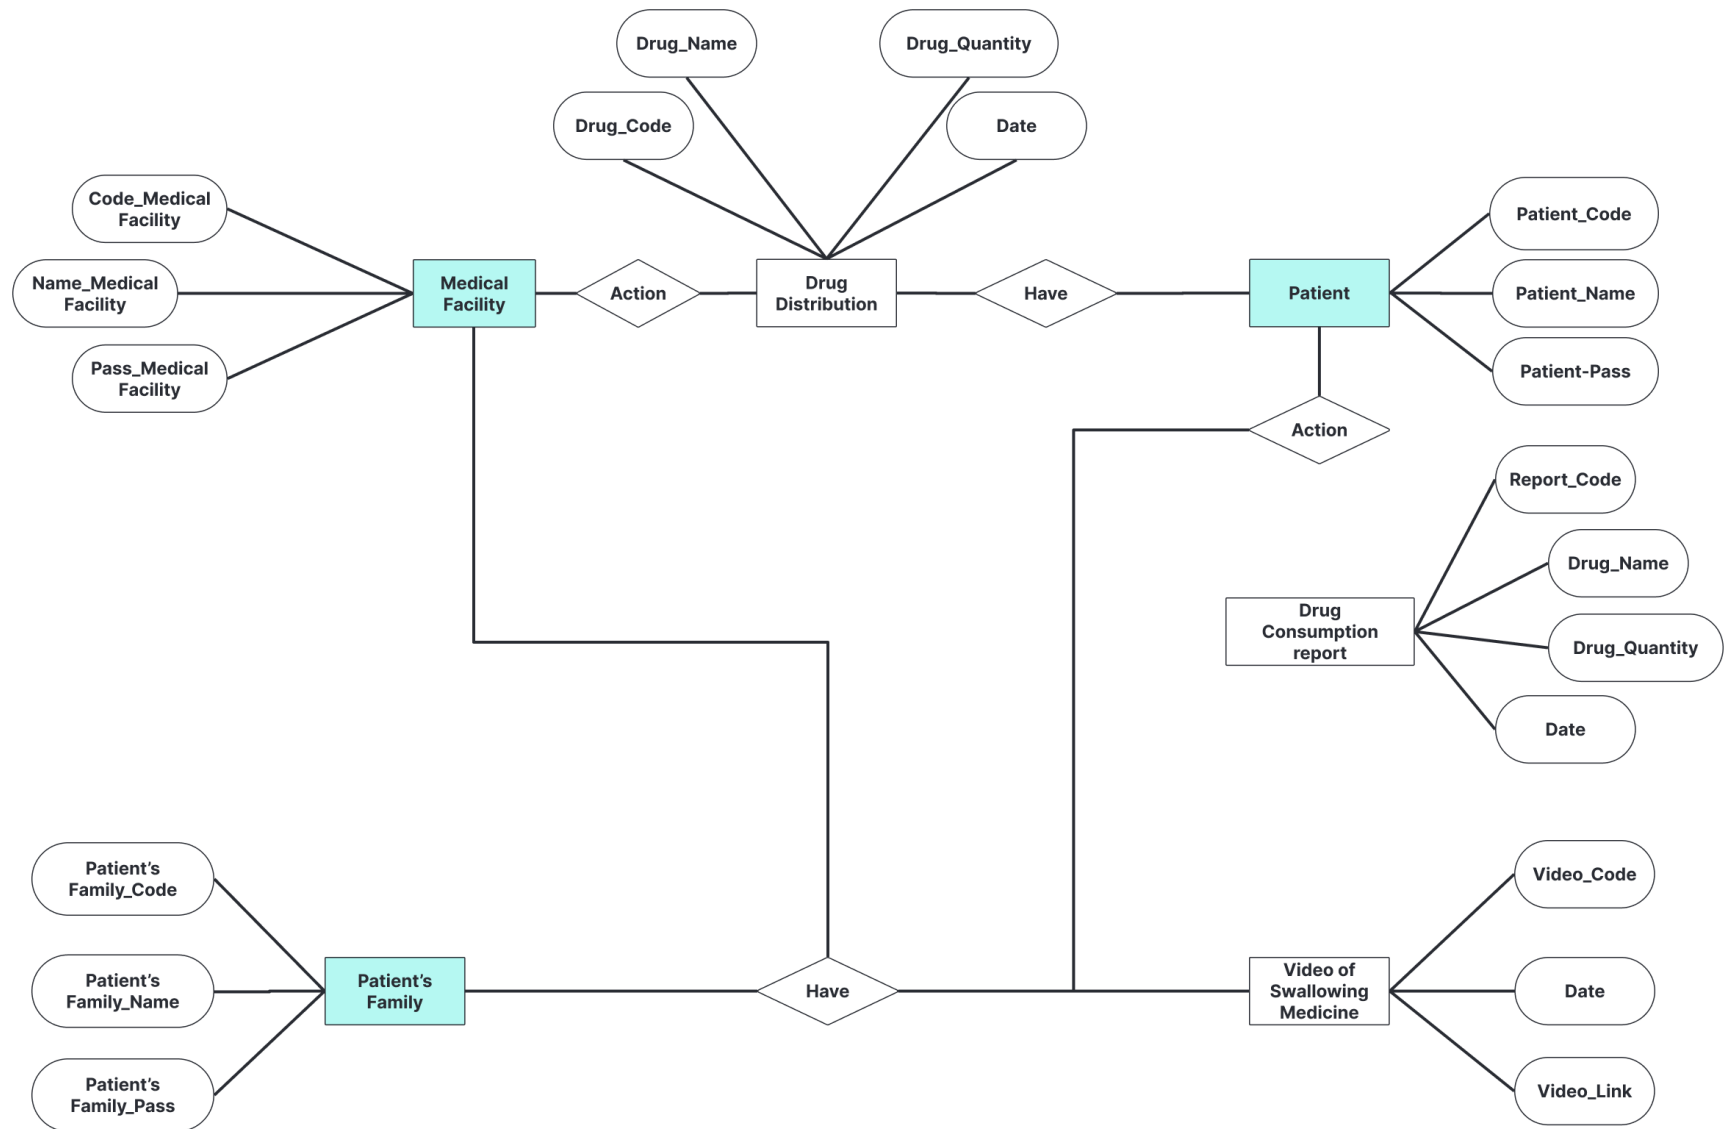 Drug_Name
Drug_Quantity
Drug_Code
Date
Code_Medical
Facility
Name_Medical
Facility
Pass_Medical
Facility
Medical
Facility
Action
Drug
Distribution
Have
Patient
Patient_Code
Patient_Name
Patient-Pass
Action
Report_Code
Drug_Name
Drug
Consumption
report
Drug_Quantity
Date
Patient’s
Family_Code
Patient’s
Family_Name
Patient’s
Family_Pass
Patient’s
Family
Have
Video of
Swallowing
Medicine
Video_Code
Date
Video_Link